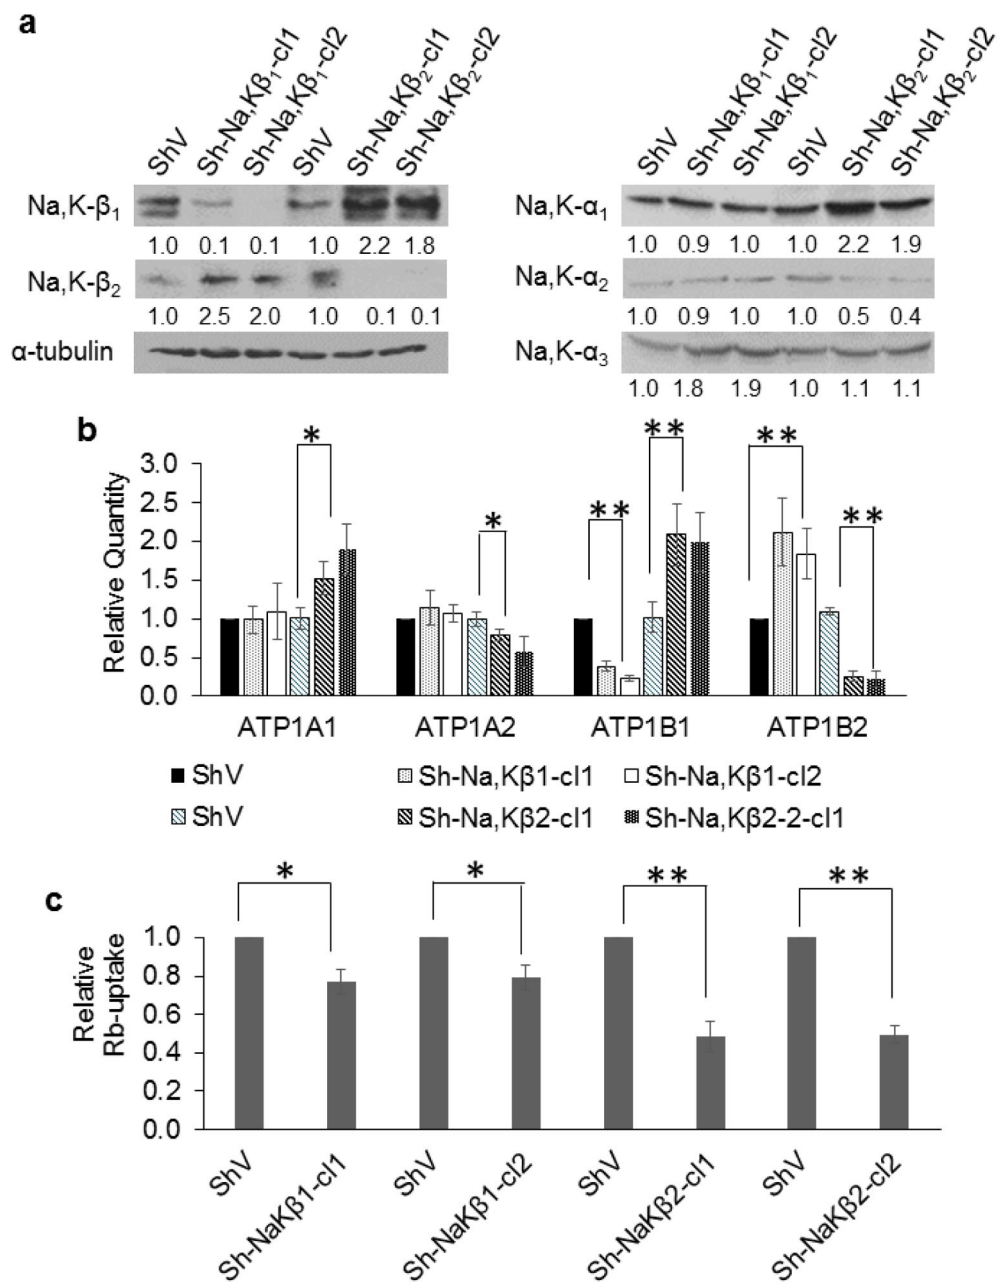 a
ShV Sh-Na,Kβ1-cl1 Sh-Na,Kβ1-cl2 ShV Sh-Na,Kβ2-cl1 Sh-Na,Kβ2-cl2
Na,K-β1
1.0 0.1 0.1 1.0 2.2 1.8
Na,K-β2
1.0 2.5 2.0 1.0 0.1 0.1
α-tubulin
ShV Sh-Na,Kβ1-cl1 Sh-Na,Kβ1-cl2 ShV Sh-Na,Kβ2-cl1 Sh-Na,Kβ2-cl2
Na,K-α1
1.0 0.9 1.0 1.0 2.2 1.9
Na,K-α2
1.0 0.9 1.0 1.0 0.5 0.4
Na,K-α3
1.0 1.8 1.9 1.0 1.1 1.1
b
Relative Quantity
3.0
2.5
2.0
1.5
1.0
0.5
0.0
* * ** ** ** **
ATP1A1 ATP1A2 ATP1B1 ATP1B2
ShV Sh-Na,Kβ1-cl1 Sh-Na,Kβ1-cl2
ShV Sh-Na,Kβ2-cl1 Sh-Na,Kβ2-2-cl1
c
Relative
Rb-uptake
* * ** **
1.0
0.8
0.6
0.4
0.2
0.0
ShV Sh-NaKβ1-cl1 ShV Sh-NaKβ1-cl2 ShV Sh-NaKβ2-cl1 ShV Sh-NaKβ2-cl2